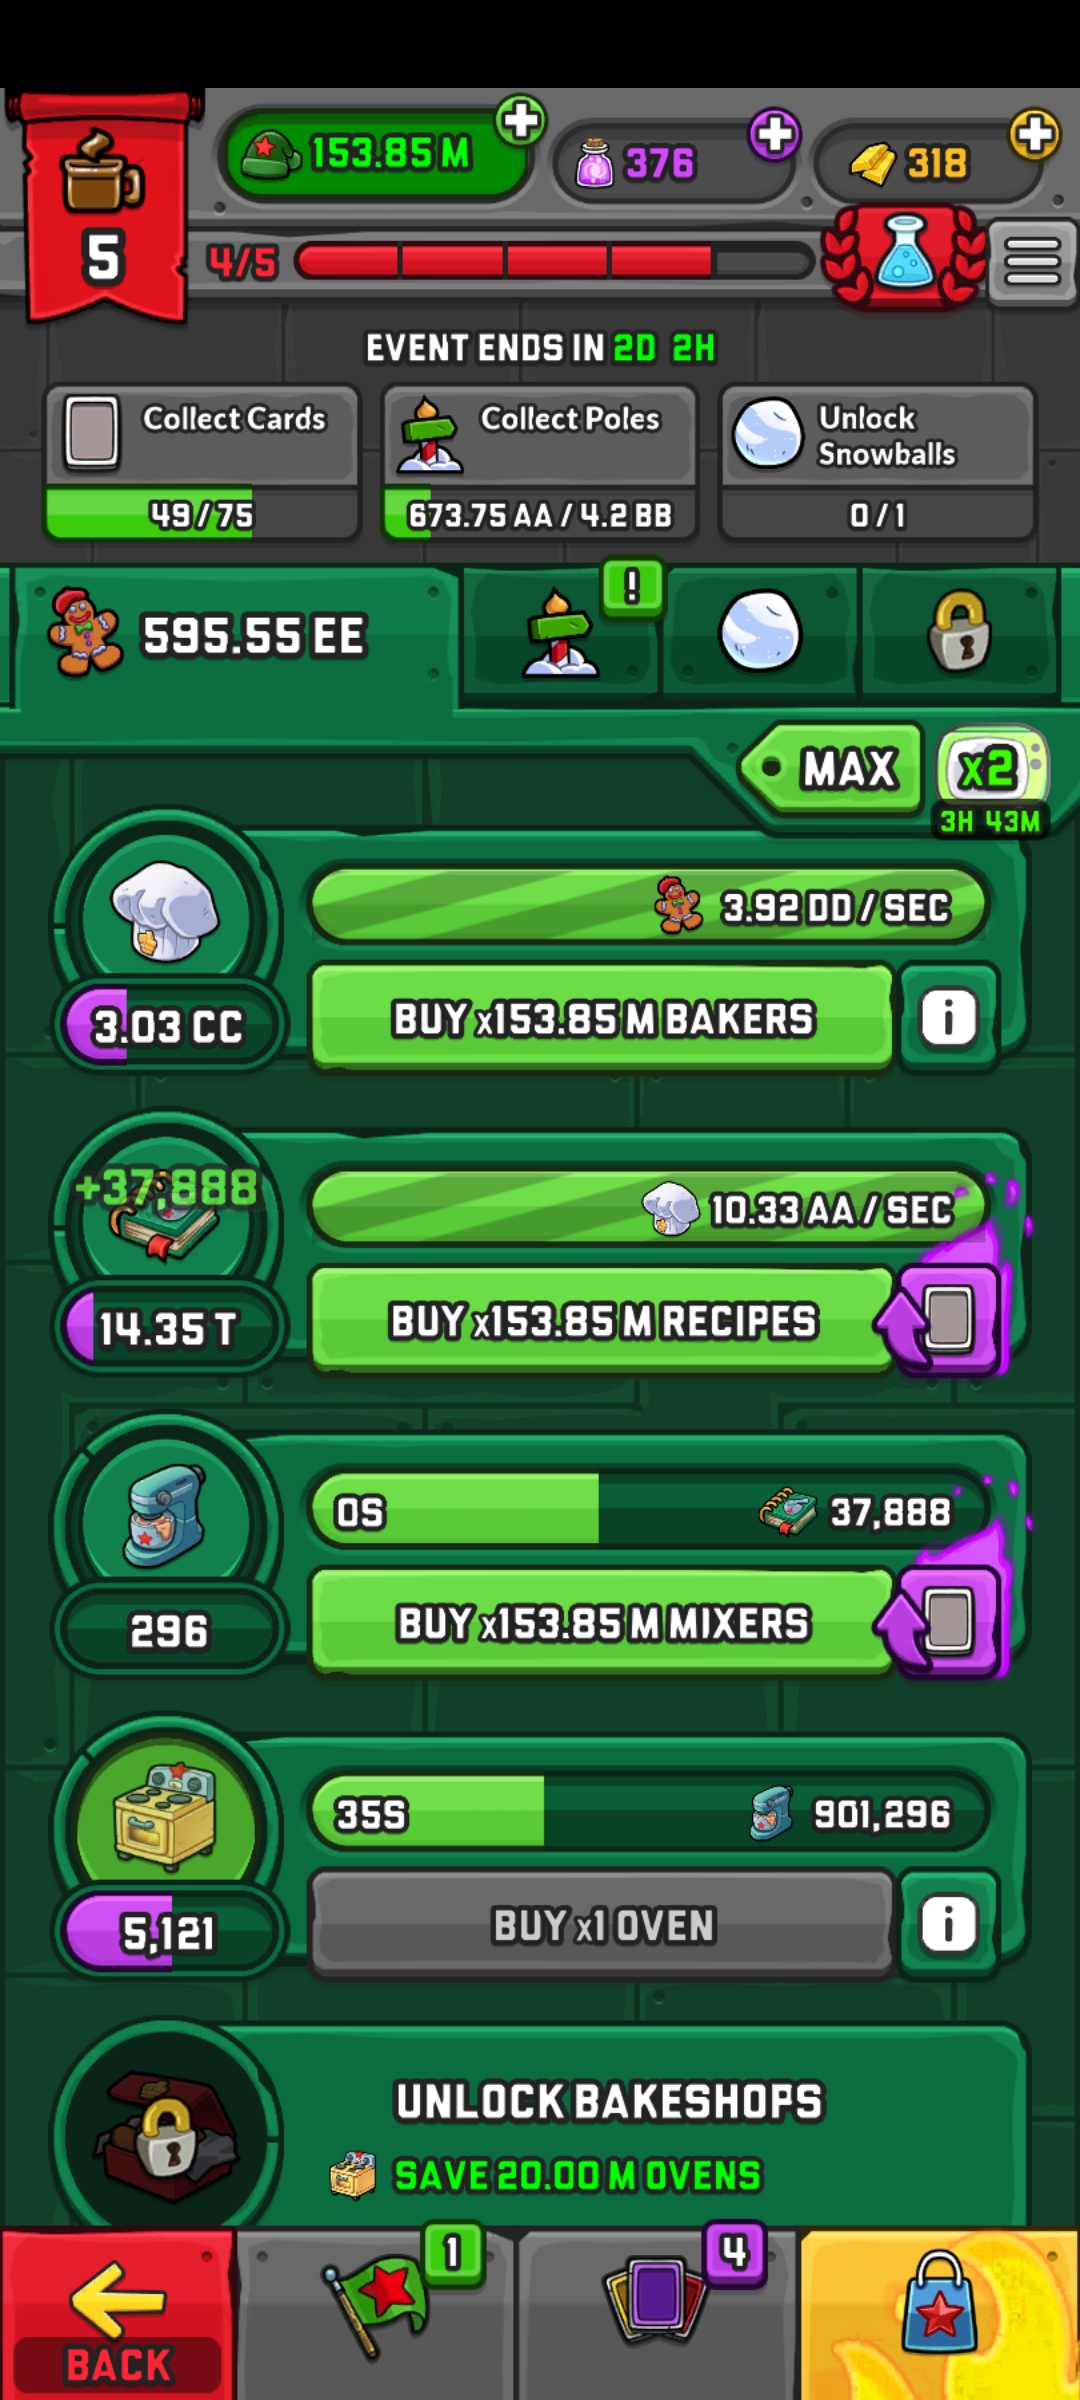 153.85 M
376
318
5
4/5
EVENT ENDS IN 2D 2H
Collect Cards
49/75
Collect Poles
673.75 AA / 4.2 BB
Unlock
Snowballs
0/1
595.55 EE
!
MAX
x2
3H 43M
3.92 DD / SEC
3.03 CC
BUY x153.85 M BAKERS
i
+37,888
10.33 AA / SEC
14.35 T
BUY x153.85 M RECIPES
0S
37,888
296
BUY x153.85 M MIXERS
35S
901,296
5,121
BUY x1 OVEN
i
UNLOCK BAKESHOPS
SAVE 20.00 M OVENS
1
4
BACK